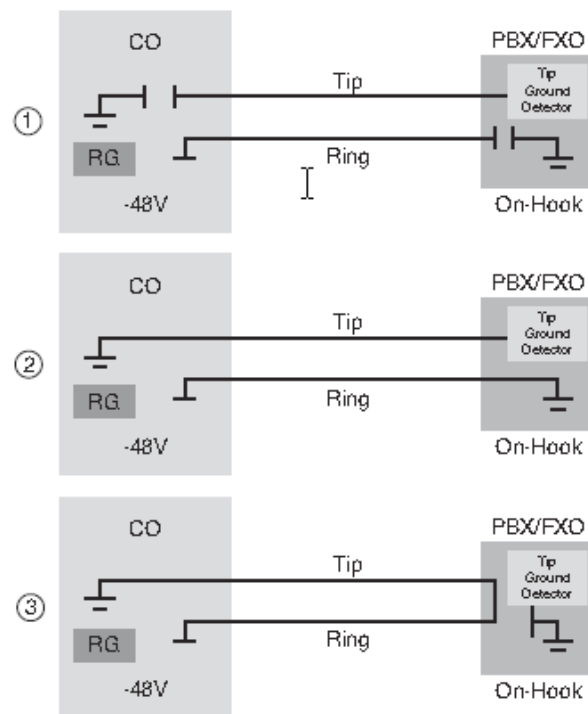 CO
PBX/FXO
① Tip
Tip
Ground
Detector
RG
Ring
-48V
On-Hook
CO
PBX/FXO
② Tip
Tip
Ground
Detector
RG
Ring
-48V
On-Hook
CO
PBX/FXO
③ Tip
Tip
Ground
Detector
RG
Ring
-48V
On-Hook